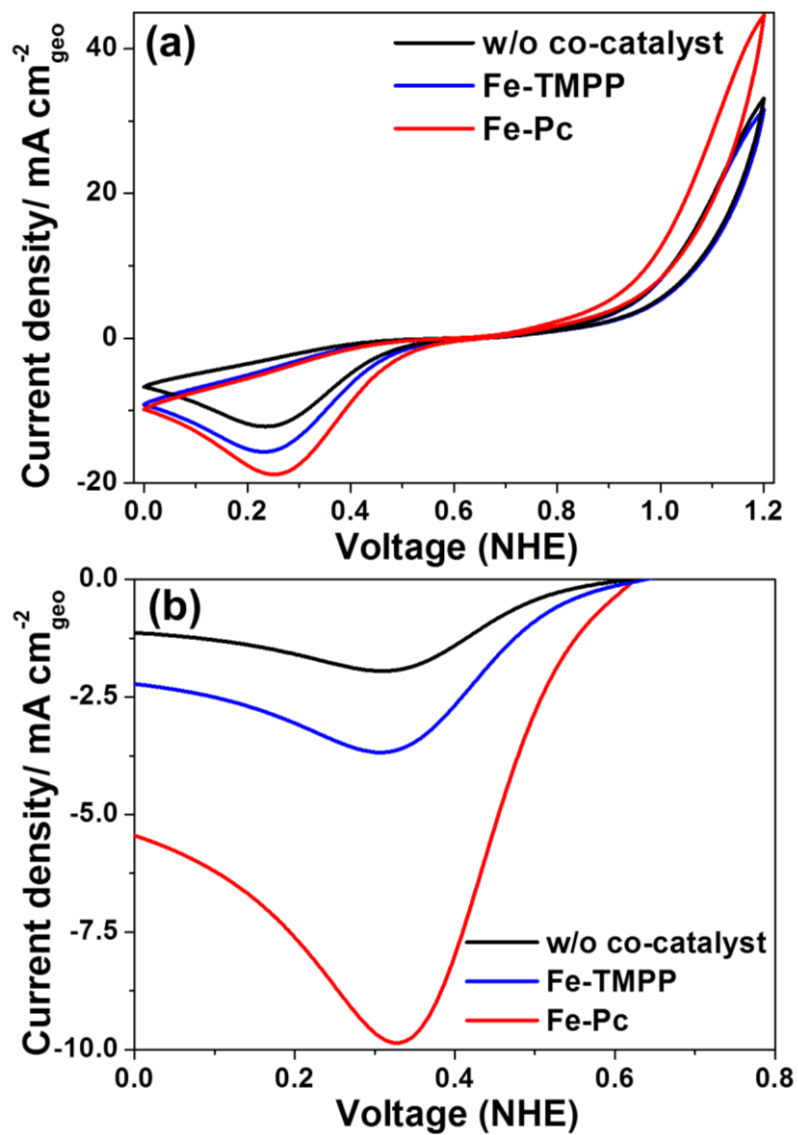 (a)
w/o co-catalyst
Fe-TMPP
Fe-Pc
Current density/ mA cm⁻²geo
40
20
0
-20
0.0 0.2 0.4 0.6 0.8 1.0 1.2
Voltage (NHE)
(b)
w/o co-catalyst
Fe-TMPP
Fe-Pc
Current density/ mA cm⁻²geo
0.0
-2.5
-5.0
-7.5
-10.0
0.0 0.2 0.4 0.6 0.8
Voltage (NHE)